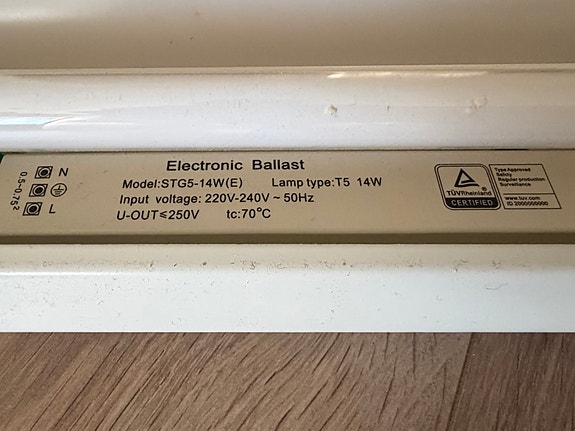 N
0.5~0.75²
L
Electronic Ballast
Model:STG5-14W(E) Lamp type:T5 14W
Input voltage: 220V-240V ~ 50Hz
U-OUT≤250V tc:70°C
TÜVRheinland
CERTIFIED
Type Approved
Safety
Regular production
Surveillance
www.tuv.com
ID 2000000000